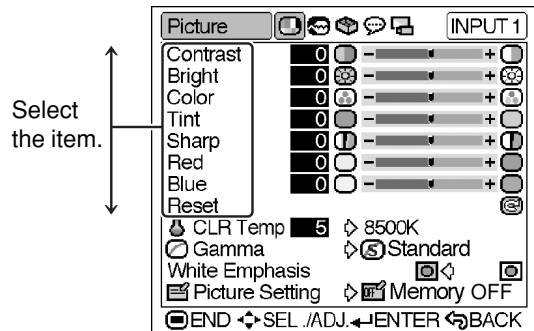 Picture INPUT 1
Select
the item.
Contrast 0 - +
Bright 0 - +
Color 0 - +
Tint 0 - +
Sharp 0 - +
Red 0 - +
Blue 0 - +
Reset
CLR Temp 5 8500K
Gamma S Standard
White Emphasis
Picture Setting OFF Memory OFF
END SEL ./ADJ. ENTER BACK